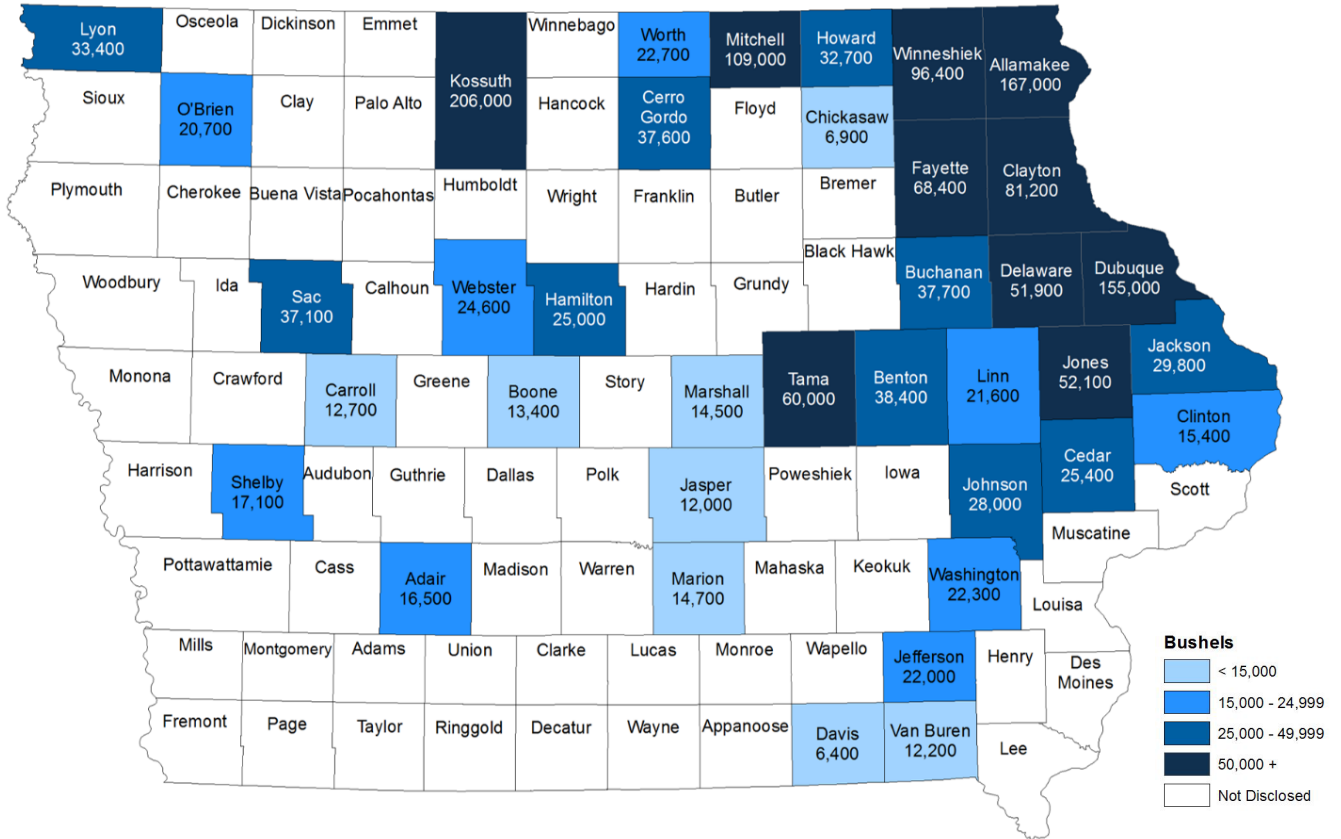 Lyon
33,400
Osceola
Dickinson
Emmet
Kossuth
206,000
Winnebago
Worth
22,700
Mitchell
109,000
Howard
32,700
Winneshiek
96,400
Allamakee
167,000
Sioux
O'Brien
20,700
Clay
Palo Alto
Hancock
Cerro
Gordo
37,600
Floyd
Chickasaw
6,900
Plymouth
Cherokee
Buena Vista
Pocahontas
Humboldt
Wright
Franklin
Butler
Bremer
Fayette
68,400
Clayton
81,200
Woodbury
Ida
Sac
37,100
Calhoun
Webster
24,600
Hamilton
25,000
Hardin
Grundy
Black Hawk
Buchanan
37,700
Delaware
51,900
Dubuque
155,000
Monona
Crawford
Carroll
12,700
Greene
Boone
13,400
Story
Marshall
14,500
Tama
60,000
Benton
38,400
Linn
21,600
Jones
52,100
Jackson
29,800
Clinton
15,400
Harrison
Shelby
17,100
Audubon
Guthrie
Dallas
Polk
Jasper
12,000
Poweshiek
Iowa
Johnson
28,000
Cedar
25,400
Scott
Muscatine
Pottawattamie
Cass
Adair
16,500
Madison
Warren
Marion
14,700
Mahaska
Keokuk
Washington
22,300
Louisa
Mills
Montgomery
Adams
Union
Clarke
Lucas
Monroe
Wapello
Jefferson
22,000
Henry
Des
Moines
Fremont
Page
Taylor
Ringgold
Decatur
Wayne
Appanoose
Davis
6,400
Van Buren
12,200
Lee
Bushels
< 15,000
15,000 - 24,999
25,000 - 49,999
50,000 +
Not Disclosed